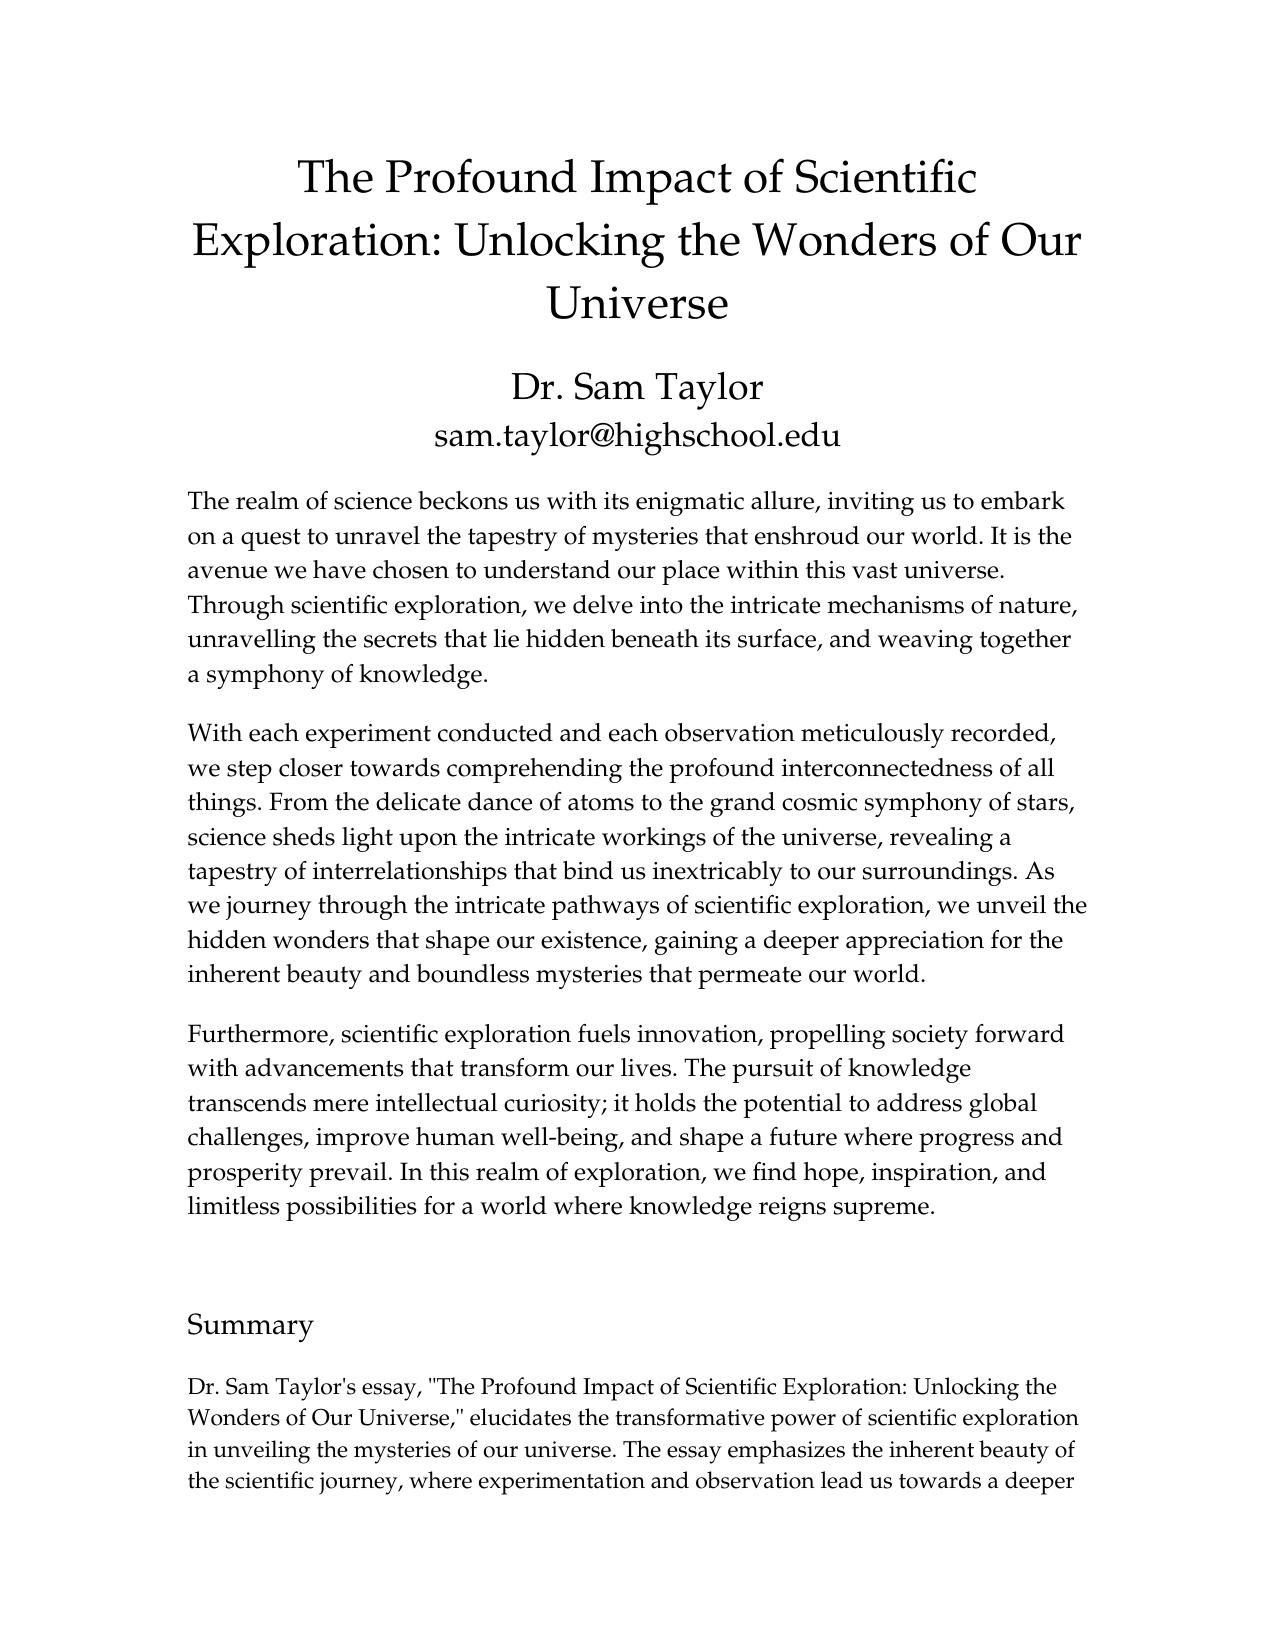 The Profound Impact of Scientific
Exploration: Unlocking the Wonders of Our
Universe
Dr. Sam Taylor
sam.taylor@highschool.edu
The realm of science beckons us with its enigmatic allure, inviting us to embark
on a quest to unravel the tapestry of mysteries that enshroud our world. It is the
avenue we have chosen to understand our place within this vast universe.
Through scientific exploration, we delve into the intricate mechanisms of nature,
unravelling the secrets that lie hidden beneath its surface, and weaving together
a symphony of knowledge.
With each experiment conducted and each observation meticulously recorded,
we step closer towards comprehending the profound interconnectedness of all
things. From the delicate dance of atoms to the grand cosmic symphony of stars,
science sheds light upon the intricate workings of the universe, revealing a
tapestry of interrelationships that bind us inextricably to our surroundings. As
we journey through the intricate pathways of scientific exploration, we unveil the
hidden wonders that shape our existence, gaining a deeper appreciation for the
inherent beauty and boundless mysteries that permeate our world.
Furthermore, scientific exploration fuels innovation, propelling society forward
with advancements that transform our lives. The pursuit of knowledge
transcends mere intellectual curiosity; it holds the potential to address global
challenges, improve human well-being, and shape a future where progress and
prosperity prevail. In this realm of exploration, we find hope, inspiration, and
limitless possibilities for a world where knowledge reigns supreme.
Summary
Dr. Sam Taylor's essay, "The Profound Impact of Scientific Exploration: Unlocking the
Wonders of Our Universe," elucidates the transformative power of scientific exploration
in unveiling the mysteries of our universe. The essay emphasizes the inherent beauty of
the scientific journey, where experimentation and observation lead us towards a deeper